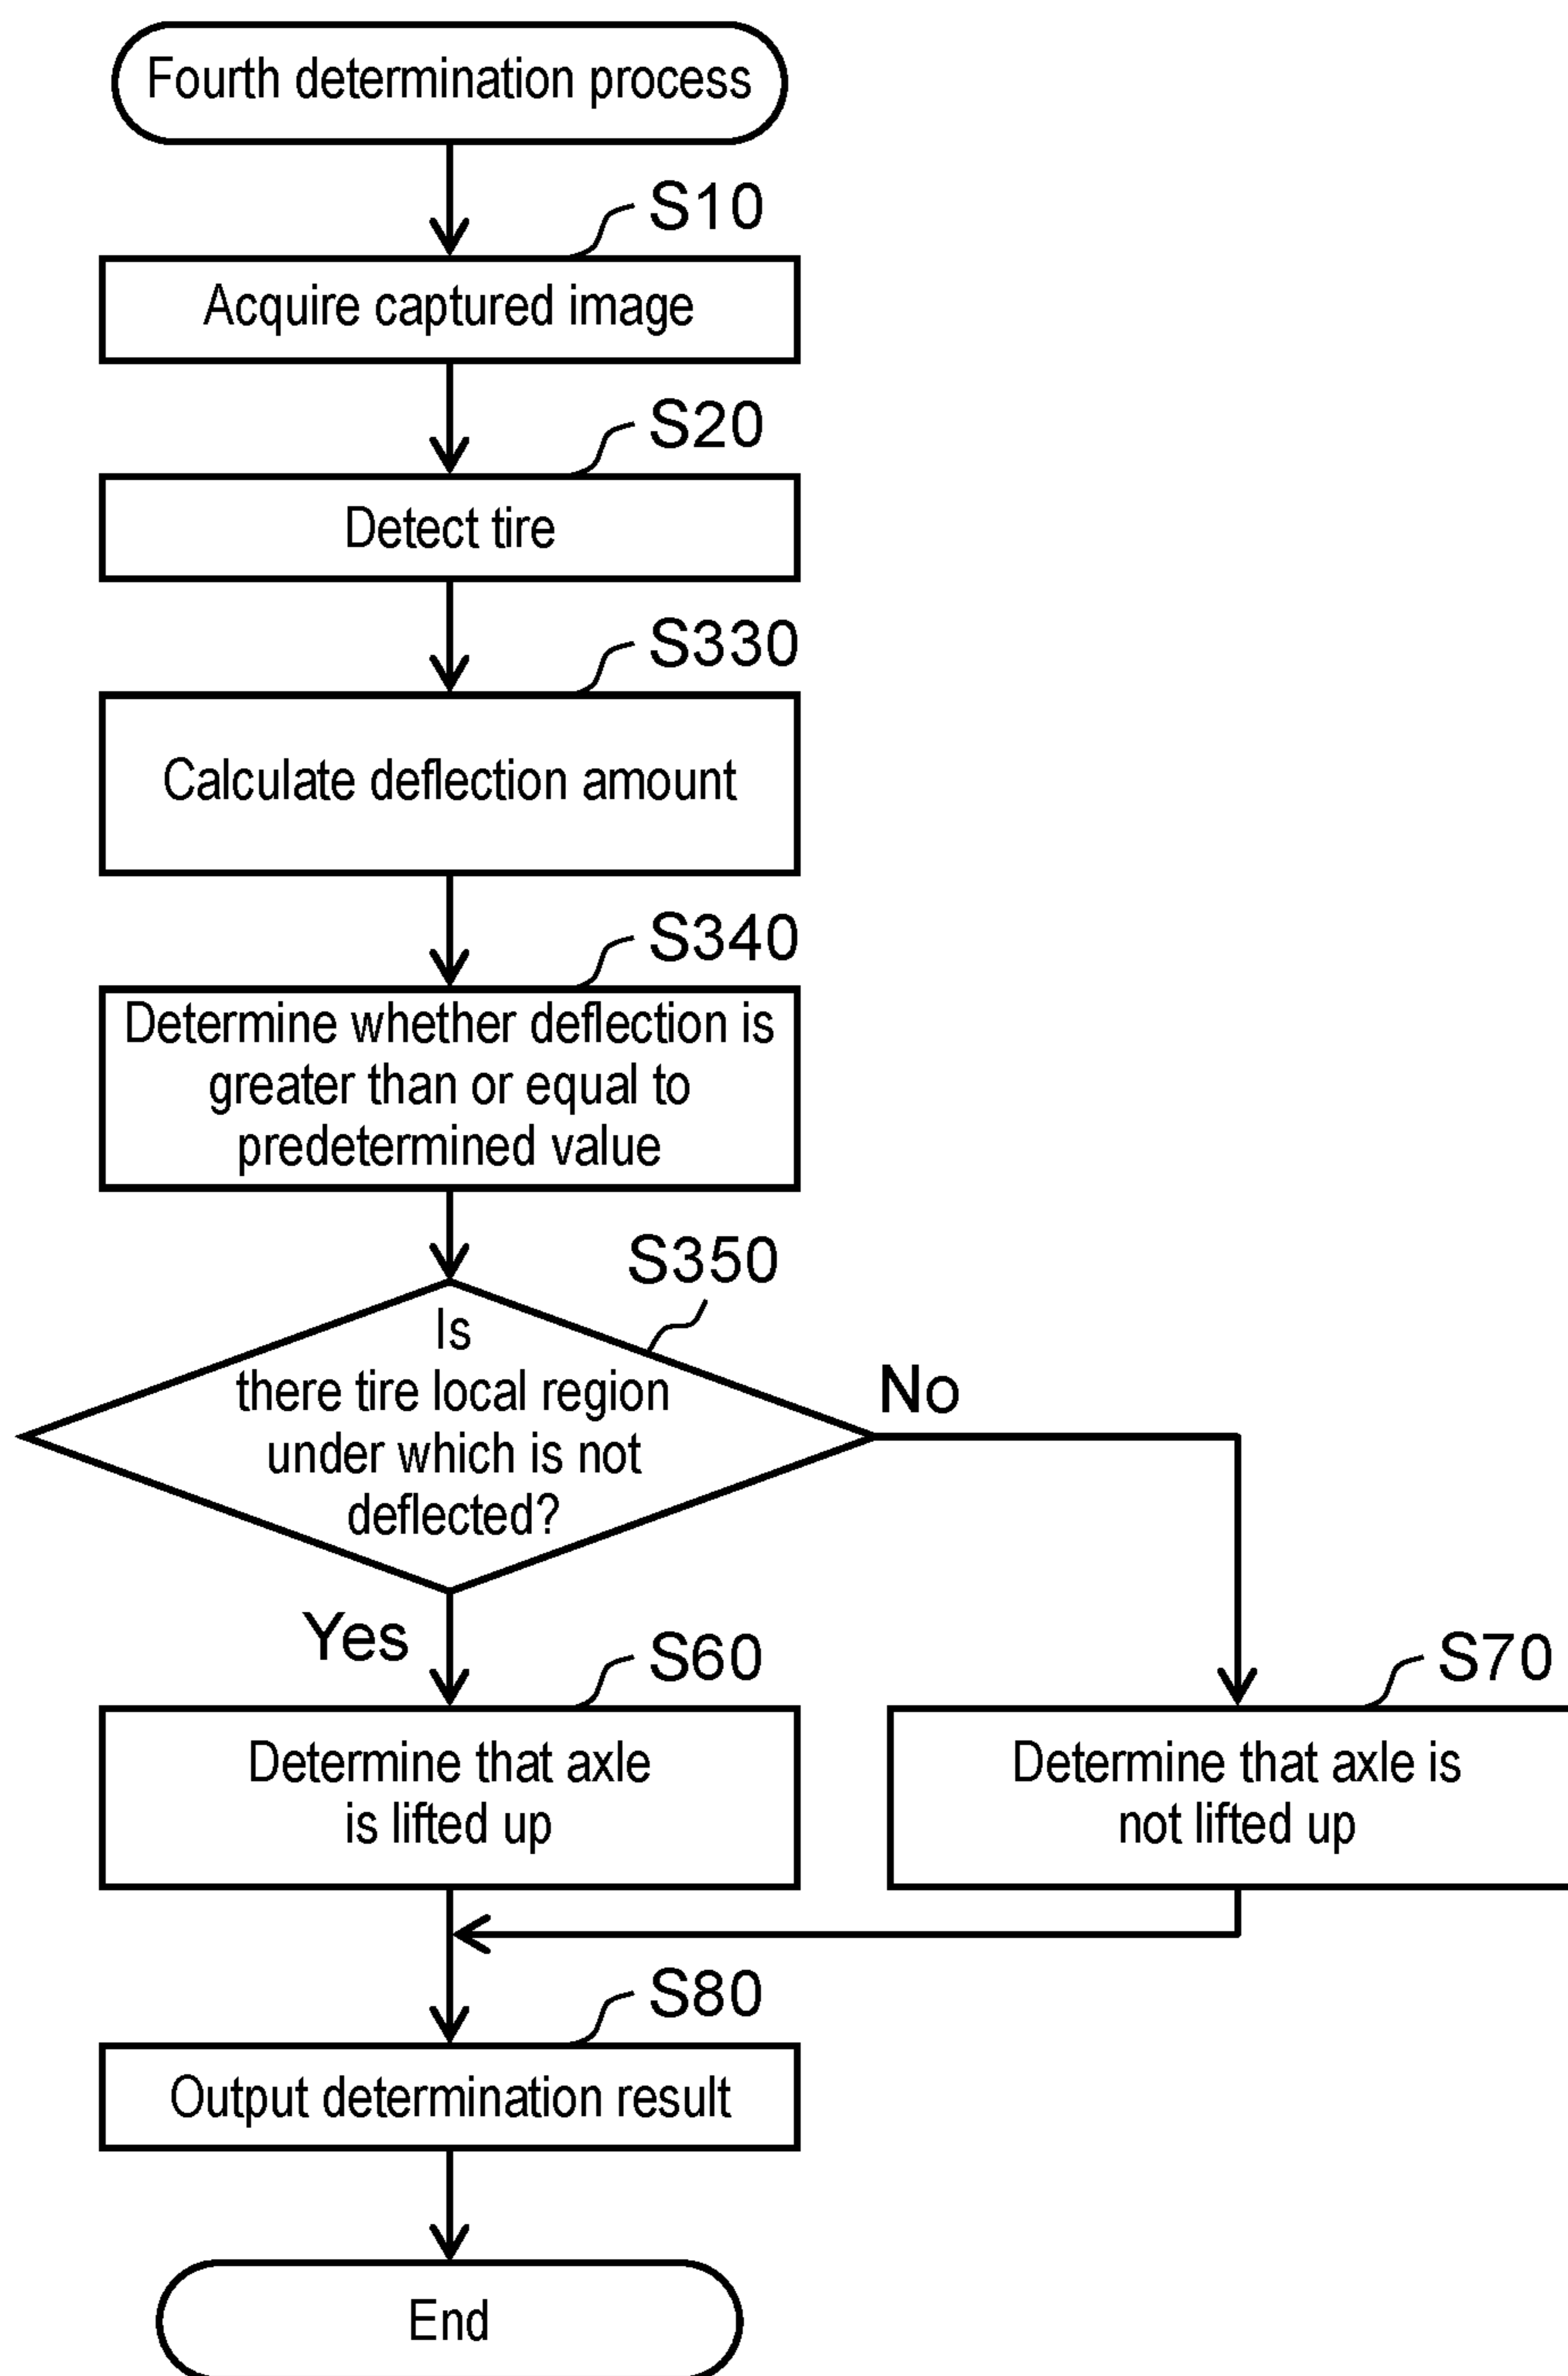 Fourth determination process
S10
Acquire captured image
S20
Detect tire
S330
Calculate deflection amount
S340
Determine whether deflection is
greater than or equal to
predetermined value
S350
Is
there tire local region
under which is not
deflected?
No
Yes
S60
Determine that axle
is lifted up
S70
Determine that axle is
not lifted up
S80
Output determination result
End